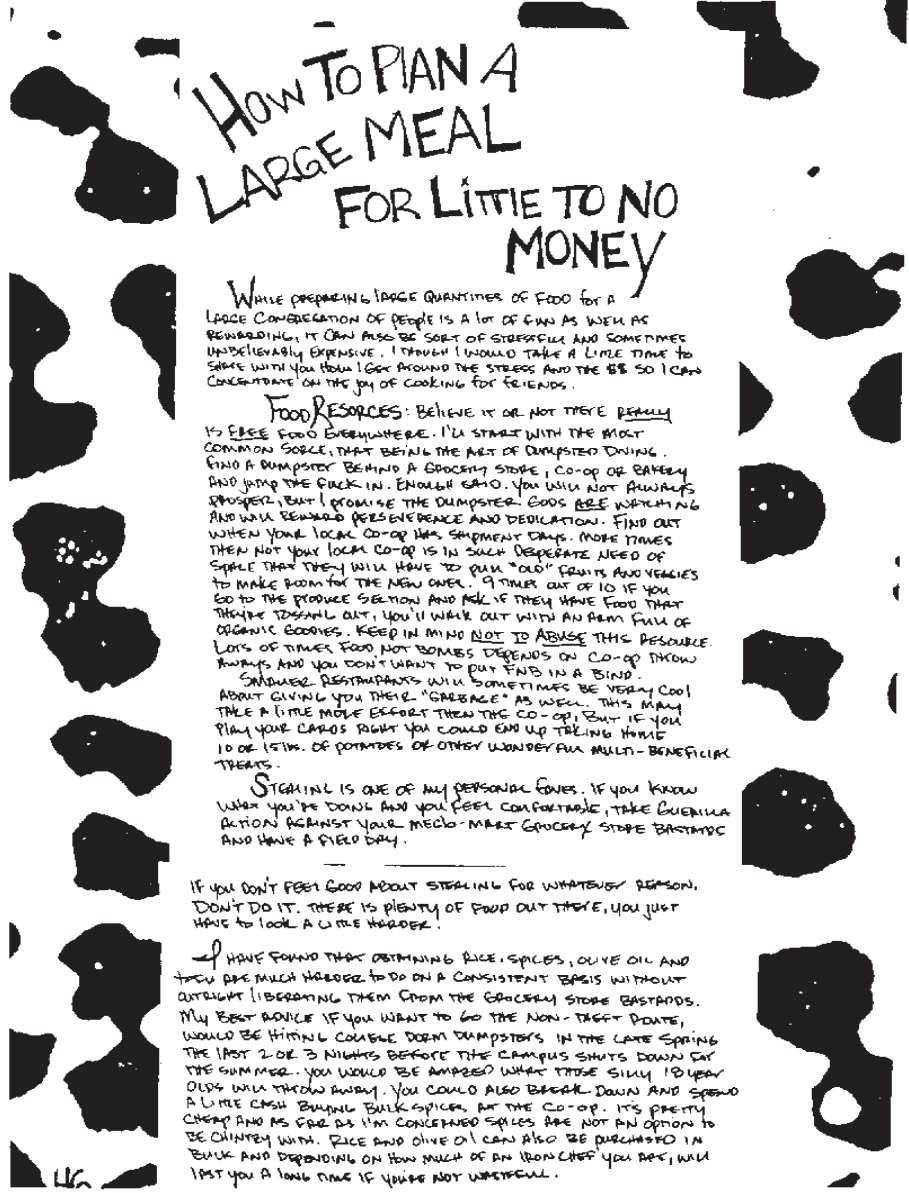 HOW TO PLAN A
LARGE MEAL
FOR LITTLE TO NO
MONEY
WHILE PREPARING LARGE QUANTITIES OF FOOD FOR A
LARGE CONGREGATION OF PEOPLE IS A LOT OF FUN AS WELL AS
REWARDING, IT CAN ALSO BE SORT OF STRESSFUL AND SOMETIMES
UNBELIEVABLY EXPENSIVE. I THOUGH I WOULD TAKE A LITTLE TIME TO
SHARE WITH YOU HOW I GET AROUND THE STRESS AND THE $$ SO I CAN
CONCENTRATE ON THE JOY OF COOKING FOR FRIENDS.
FOOD RESORCES: BELIEVE IT OR NOT THERE REALLY
IS FREE FOOD EVERYWHERE. I'LL START WITH THE MOST
COMMON SORCE, THAT BEING THE ART OF DUMPSTED DIVING.
FIND A DUMPSTER BEHIND A GROCERY STORE, CO-OP OR BAKERY
AND JUMP THE FUCK IN. ENOUGH SAID. YOU WILL NOT ALWAYS
PROSPER, BUT I PROMISE THE DUMPSTER GODS ARE WATCHING
AND WILL REWARD PERSEVERENCE AND DEDICATION. FIND OUT
WHEN YOUR LOCAL CO-OP HAS SHIPMENT DAYS. MORE TIMES
THEN NOT YOUR LOCAL CO-OP IS IN SUCH DESPERATE NEED OF
SPACE THAT THEY WILL HAVE TO PULL "OLD" FRUITS AND VEGGIES
TO MAKE ROOM FOR THE NEW ONES. 9 TIMES OUT OF 10 IF YOU
GO TO THE PRODUCE SECTION AND ASK IF THEY HAVE FOOD THAT
THEY'RE TOSSING OUT, YOU'LL WALK OUT WITH AN ARM FULL OF
ORGANIC GOODIES. KEEP IN MIND NOT TO ABUSE THIS RESOURCE.
LOTS OF TIMES FOOD NOT BOMBS DEPENDS ON CO-OP THROW
AWAYS AND YOU DON'T WANT TO PUT FNB IN A BIND.
SMALLER RESTAURANTS WILL SOMETIMES BE VERY COOL
ABOUT GIVING YOU THEIR "GARBAGE" AS WELL. THIS MAY
TAKE A LITTLE MORE EFFORT THEN THE CO-OP, BUT IF YOU
PLAY YOUR CARDS RIGHT YOU COULD END UP TAKING HOME
10 OR 15 LBS. OF POTATOES OR OTHER WONDERFUL MULTI-BENEFICIAL
TREATS.
STEALING IS ONE OF MY PERSONAL FAVES. IF YOU KNOW
WHAT YOU'RE DOING AND YOU FEEL COMFORTABLE, TAKE GUERILLA
ACTION AGAINST YOUR MEGLO-MART GROCERY STORE BASTARDS
AND HAVE A FIELD DAY.
IF YOU DON'T FEEL GOOD ABOUT STEALING FOR WHATEVER REASON,
DON'T DO IT. THERE IS PLENTY OF FOOD OUT THERE, YOU JUST
HAVE TO LOOK A LITTLE HARDER.
I HAVE FOUND THAT OBTAINING RICE, SPICES, OLIVE OIL AND
TOFU ARE MUCH HARDER TO DO ON A CONSISTENT BASIS WITHOUT
OUTRIGHT LIBERATING THEM FROM THE GROCERY STORE BASTARDS.
MY BEST ADVICE IF YOU WANT TO GO THE NON-THEFT ROUTE,
WOULD BE HITTING COLLEGE DORM DUMPSTERS IN THE LATE SPRING
THE LAST 2 OR 3 NIGHTS BEFORE THE CAMPUS SHUTS DOWN FOR
THE SUMMER. YOU WOULD BE AMAZED WHAT THOSE SILLY 18 YEAR
OLDS WILL THROW AWAY. YOU COULD ALSO BREAK DOWN AND SPEND
A LITTLE CASH BUYING BULK SPICES AT THE CO-OP. IT'S PRETTY
CHEAP AND AS FAR AS I'M CONCERNED SPICES ARE NOT AN OPTION TO
BE CHINTZY WITH. RICE AND OLIVE OIL CAN ALSO BE PURCHASED IN
BULK AND DEPENDING ON HOW MUCH OF AN IRON CHEF YOU ARE, WILL
LAST YOU A LONG TIME IF YOU'RE NOT WASTEFUL.